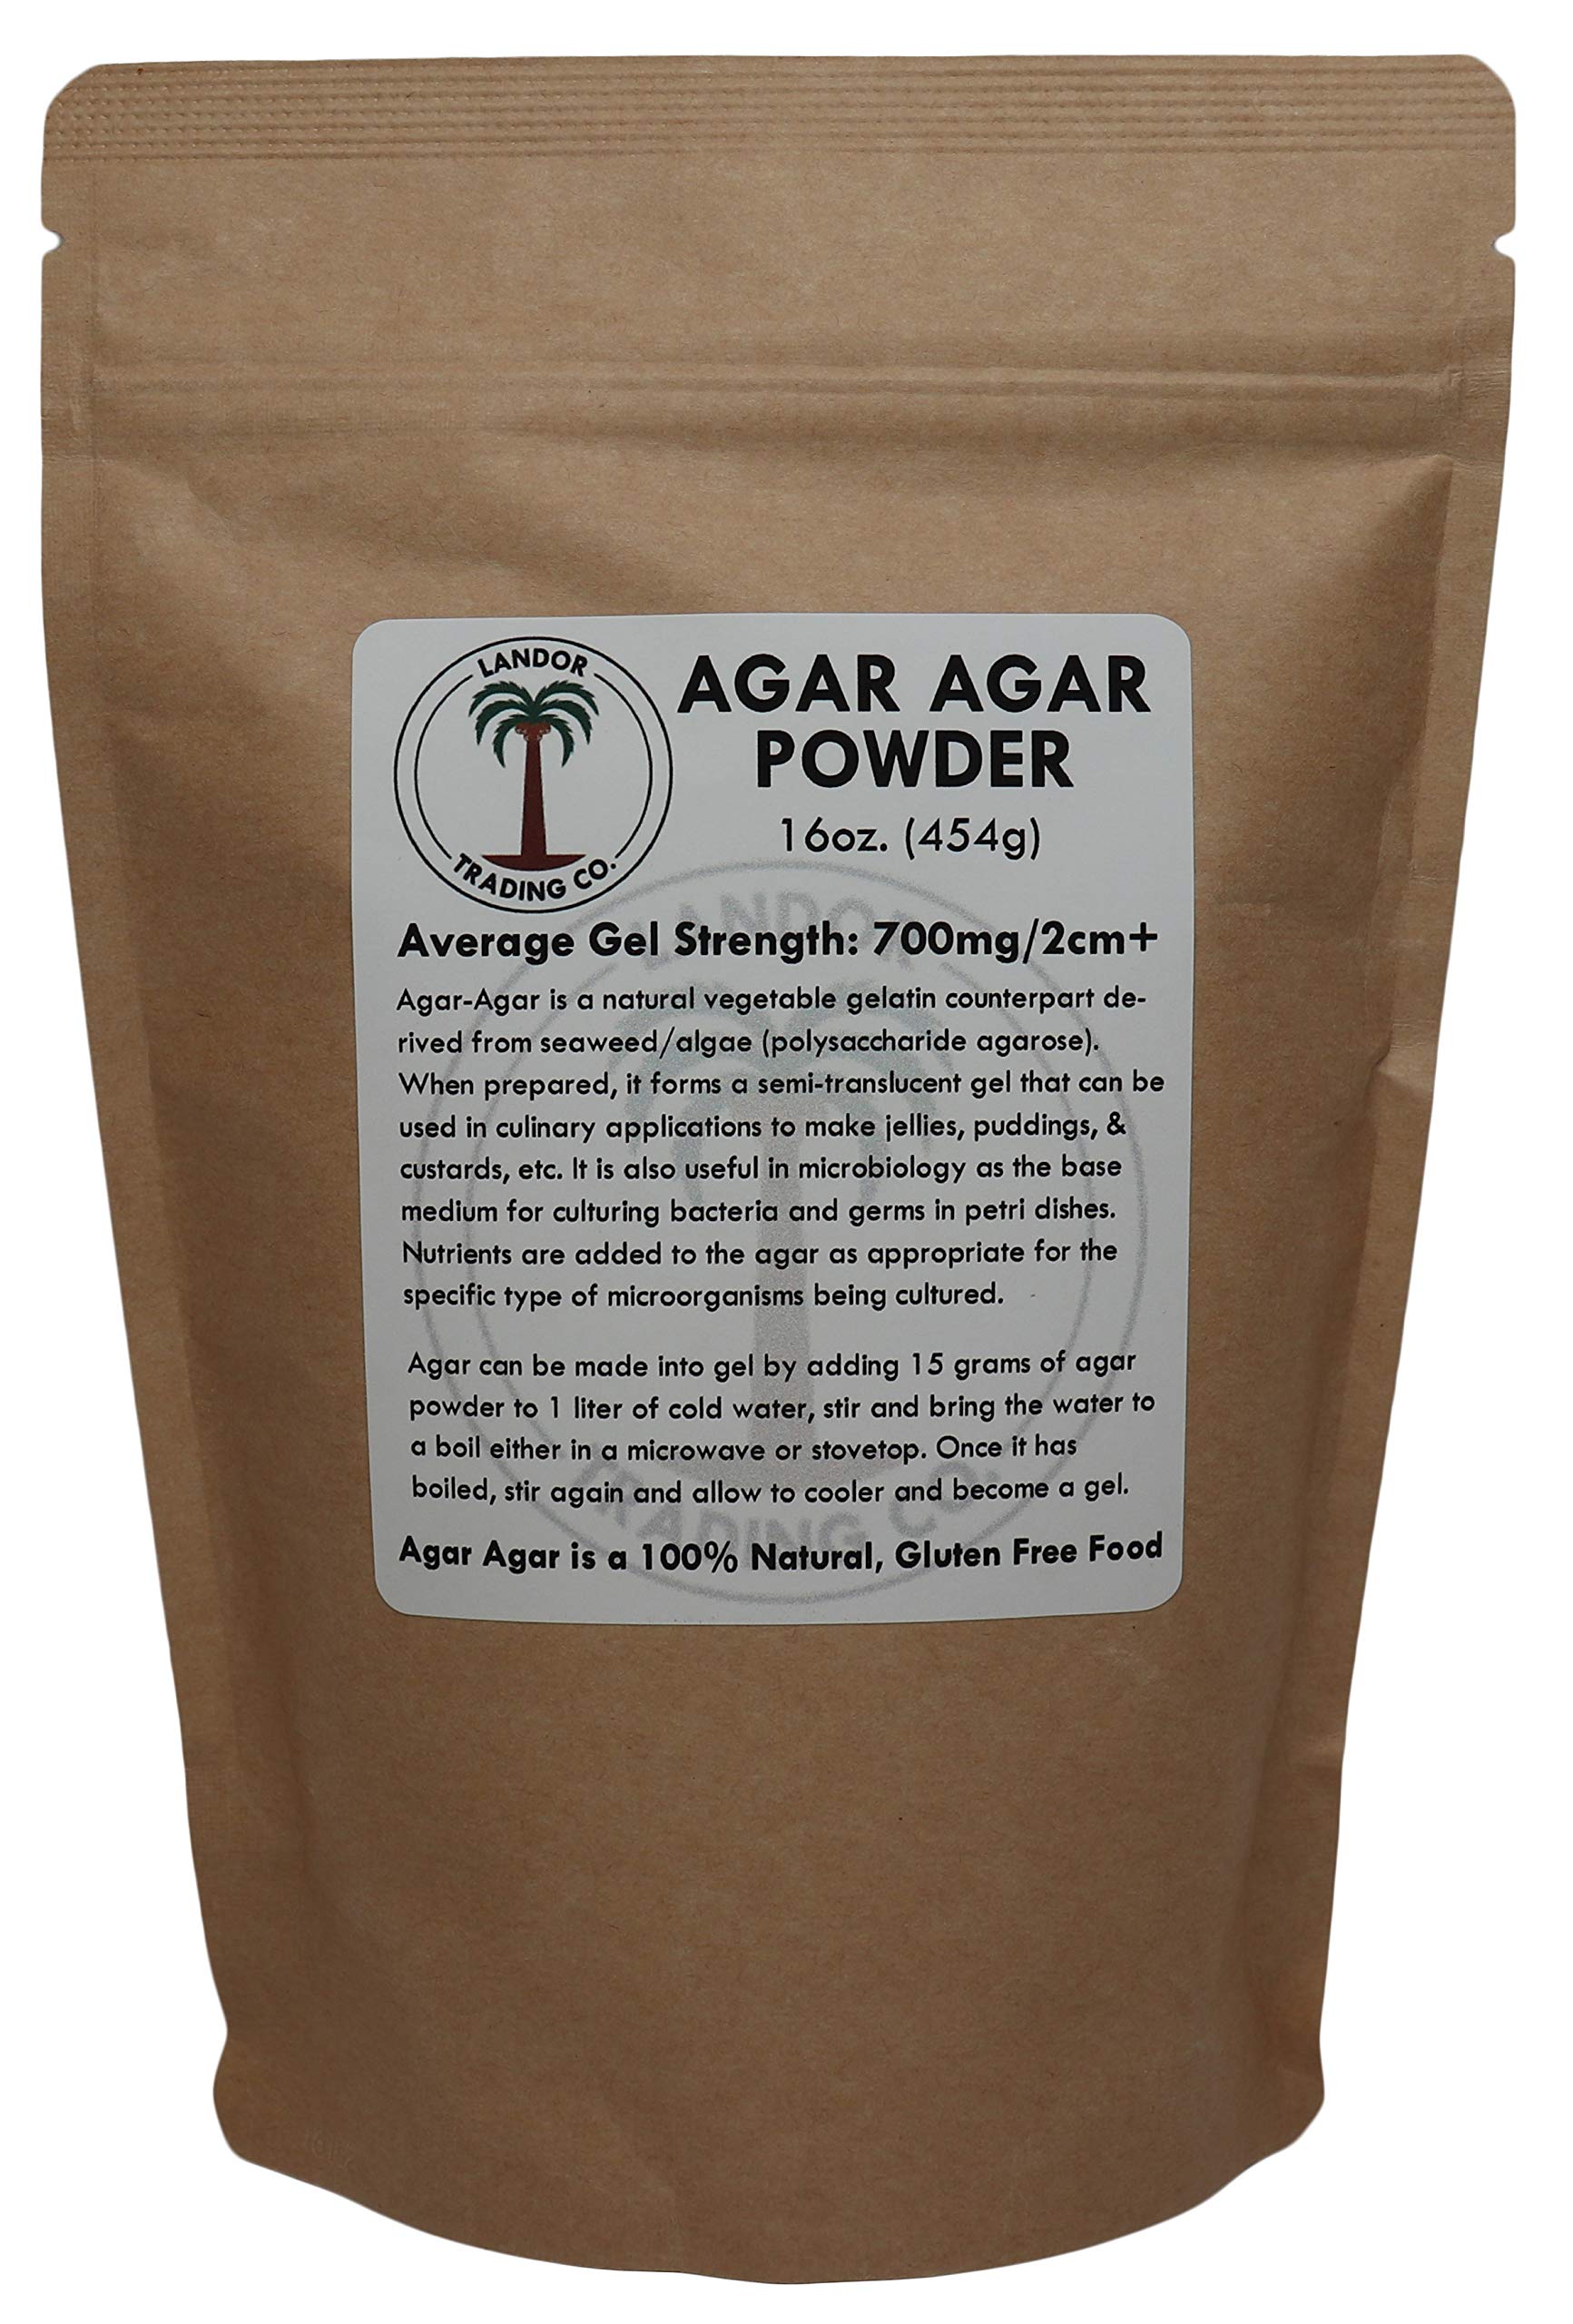 LANDOR
TRADING CO.
AGAR AGAR
POWDER
16oz. (454g)
LANDOR
Average Gel Strength: 700mg/2cm+
Agar-Agar is a natural vegetable gelatin counterpart de-
rived from seaweed/algae (polysaccharide agarose).
When prepared, it forms a semi-translucent gel that can be
used in culinary applications to make jellies, puddings, &
custards, etc. It is also useful in microbiology as the base
medium for culturing bacteria and germs in petri dishes.
Nutrients are added to the agar as appropriate for the
specific type of microorganisms being cultured.
Agar can be made into gel by adding 15 grams of agar
powder to 1 liter of cold water, stir and bring the water to
a boil either in a microwave or stovetop. Once it has
boiled, stir again and allow to cooler and become a gel.
TRADING CO.
Agar Agar is a 100% Natural, Gluten Free Food